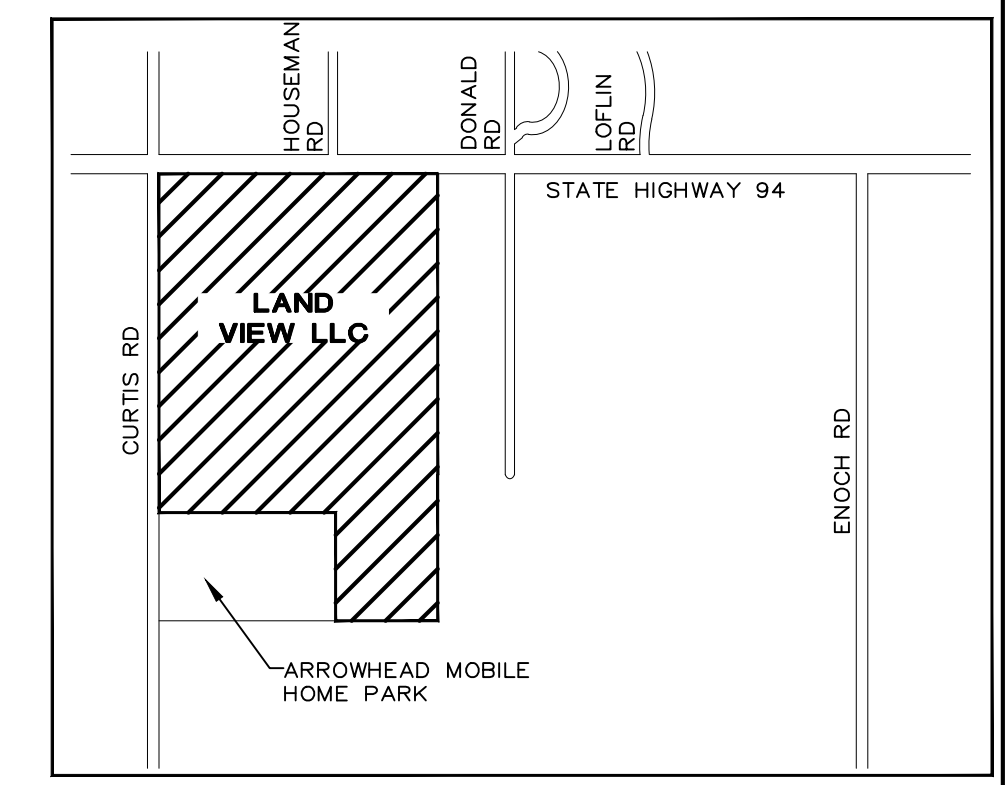 HOUSEMAN
RD
DONALD
RD
LOFLIN
RD
STATE HIGHWAY 94
LAND
VIEW LLC
CURTIS RD
ENOCH RD
ARROWHEAD MOBILE
HOME PARK